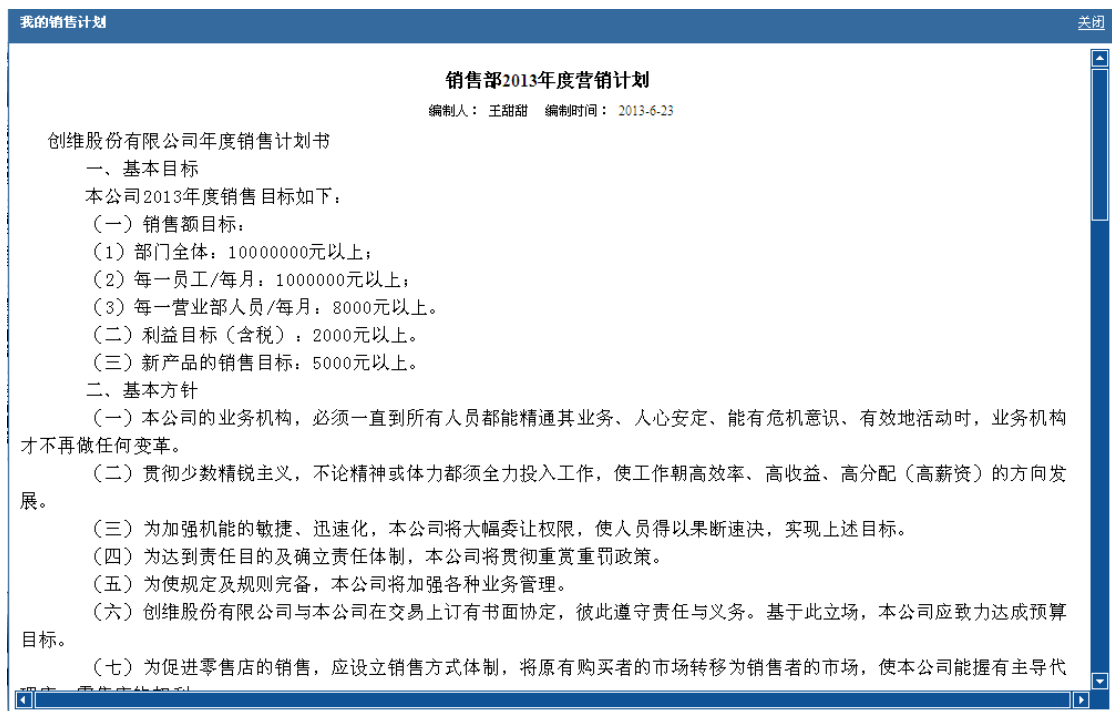 我的销售计划 关闭
销售部2013年度营销计划
编制人： 王甜甜 编制时间： 2013-6-23
创维股份有限公司年度销售计划书
一、基本目标
本公司2013年度销售目标如下：
（一）销售额目标：
（1）部门全体：10000000元以上；
（2）每一员工/每月：1000000元以上；
（3）每一营业部人员/每月：8000元以上。
（二）利益目标（含税）：2000元以上。
（三）新产品的销售目标：5000元以上。
二、基本方针
（一）本公司的业务机构，必须一直到所有人员都能精通其业务、人心安定、能有危机意识、有效地活动时，业务机构
才不再做任何变革。
（二）贯彻少数精锐主义，不论精神或体力都须全力投入工作，使工作朝高效率、高收益、高分配（高薪资）的方向发
展。
（三）为加强机能的敏捷、迅速化，本公司将大幅委让权限，使人员得以果断速决，实现上述目标。
（四）为达到责任目的及确立责任体制，本公司将贯彻重赏重罚政策。
（五）为使规定及规则完备，本公司将加强各种业务管理。
（六）创维股份有限公司与本公司在交易上订有书面协定，彼此遵守责任与义务。基于此立场，本公司应致力达成预算
目标。
（七）为促进零售店的销售，应设立销售方式体制，将原有购买者的市场转移为销售者的市场，使本公司能握有主导代